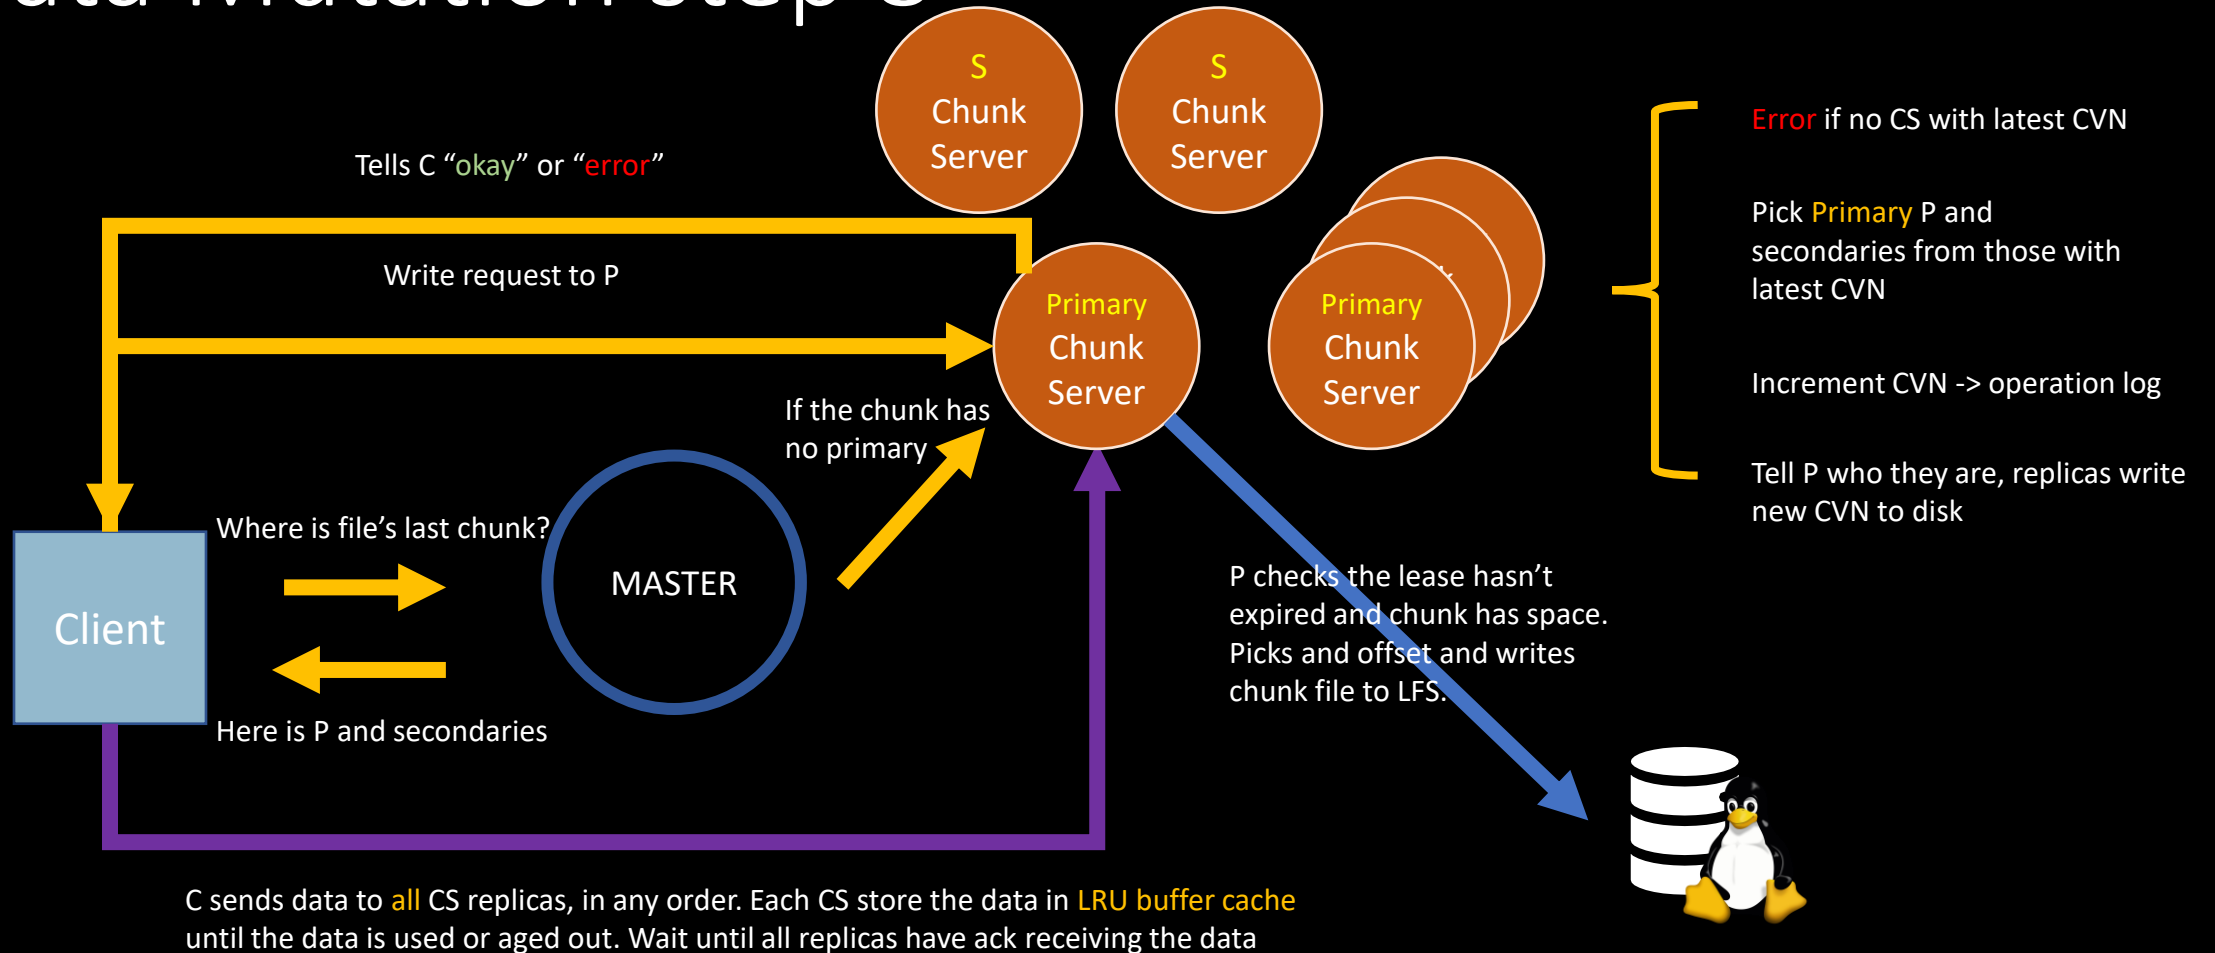 S
Chunk
Server
S
Chunk
Server
Tells C “okay” or “error”
Write request to P
Primary
Chunk
Server
Primary
Chunk
Server
If the chunk has
no primary
Where is file’s last chunk?
MASTER
Client
Here is P and secondaries
Error if no CS with latest CVN
Pick Primary P and
secondaries from those with
latest CVN
Increment CVN -> operation log
Tell P who they are, replicas write
new CVN to disk
P checks the lease hasn’t
expired and chunk has space.
Picks and offset and writes
chunk file to LFS.
C sends data to all CS replicas, in any order. Each CS store the data in LRU buffer cache
until the data is used or aged out. Wait until all replicas have ack receiving the data